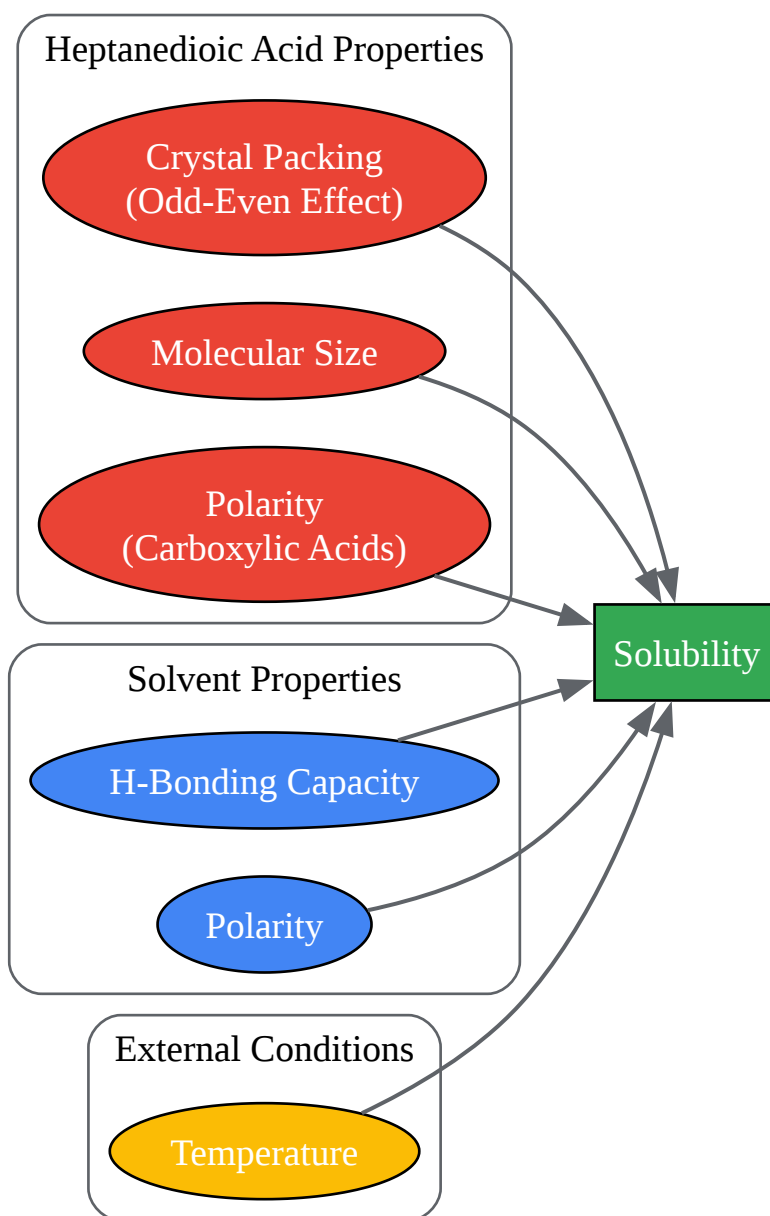 Heptanedioic Acid Properties
Crystal Packing
(Odd-Even Effect)
Molecular Size
Polarity
(Carboxylic Acids)
Solubility
Solvent Properties
H-Bonding Capacity
Polarity
External Conditions
Temperature